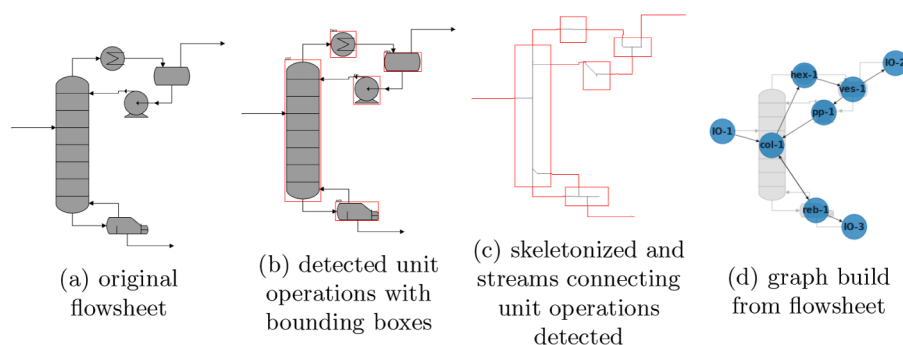 hex-1
IO-2
ves-1
pp-1
IO-1
col-1
reb-1
IO-3
(a) original
flowsheet
(b) detected unit
operations with
bounding boxes
(c) skeletonized and
streams connecting
unit operations
detected
(d) graph build
from flowsheet